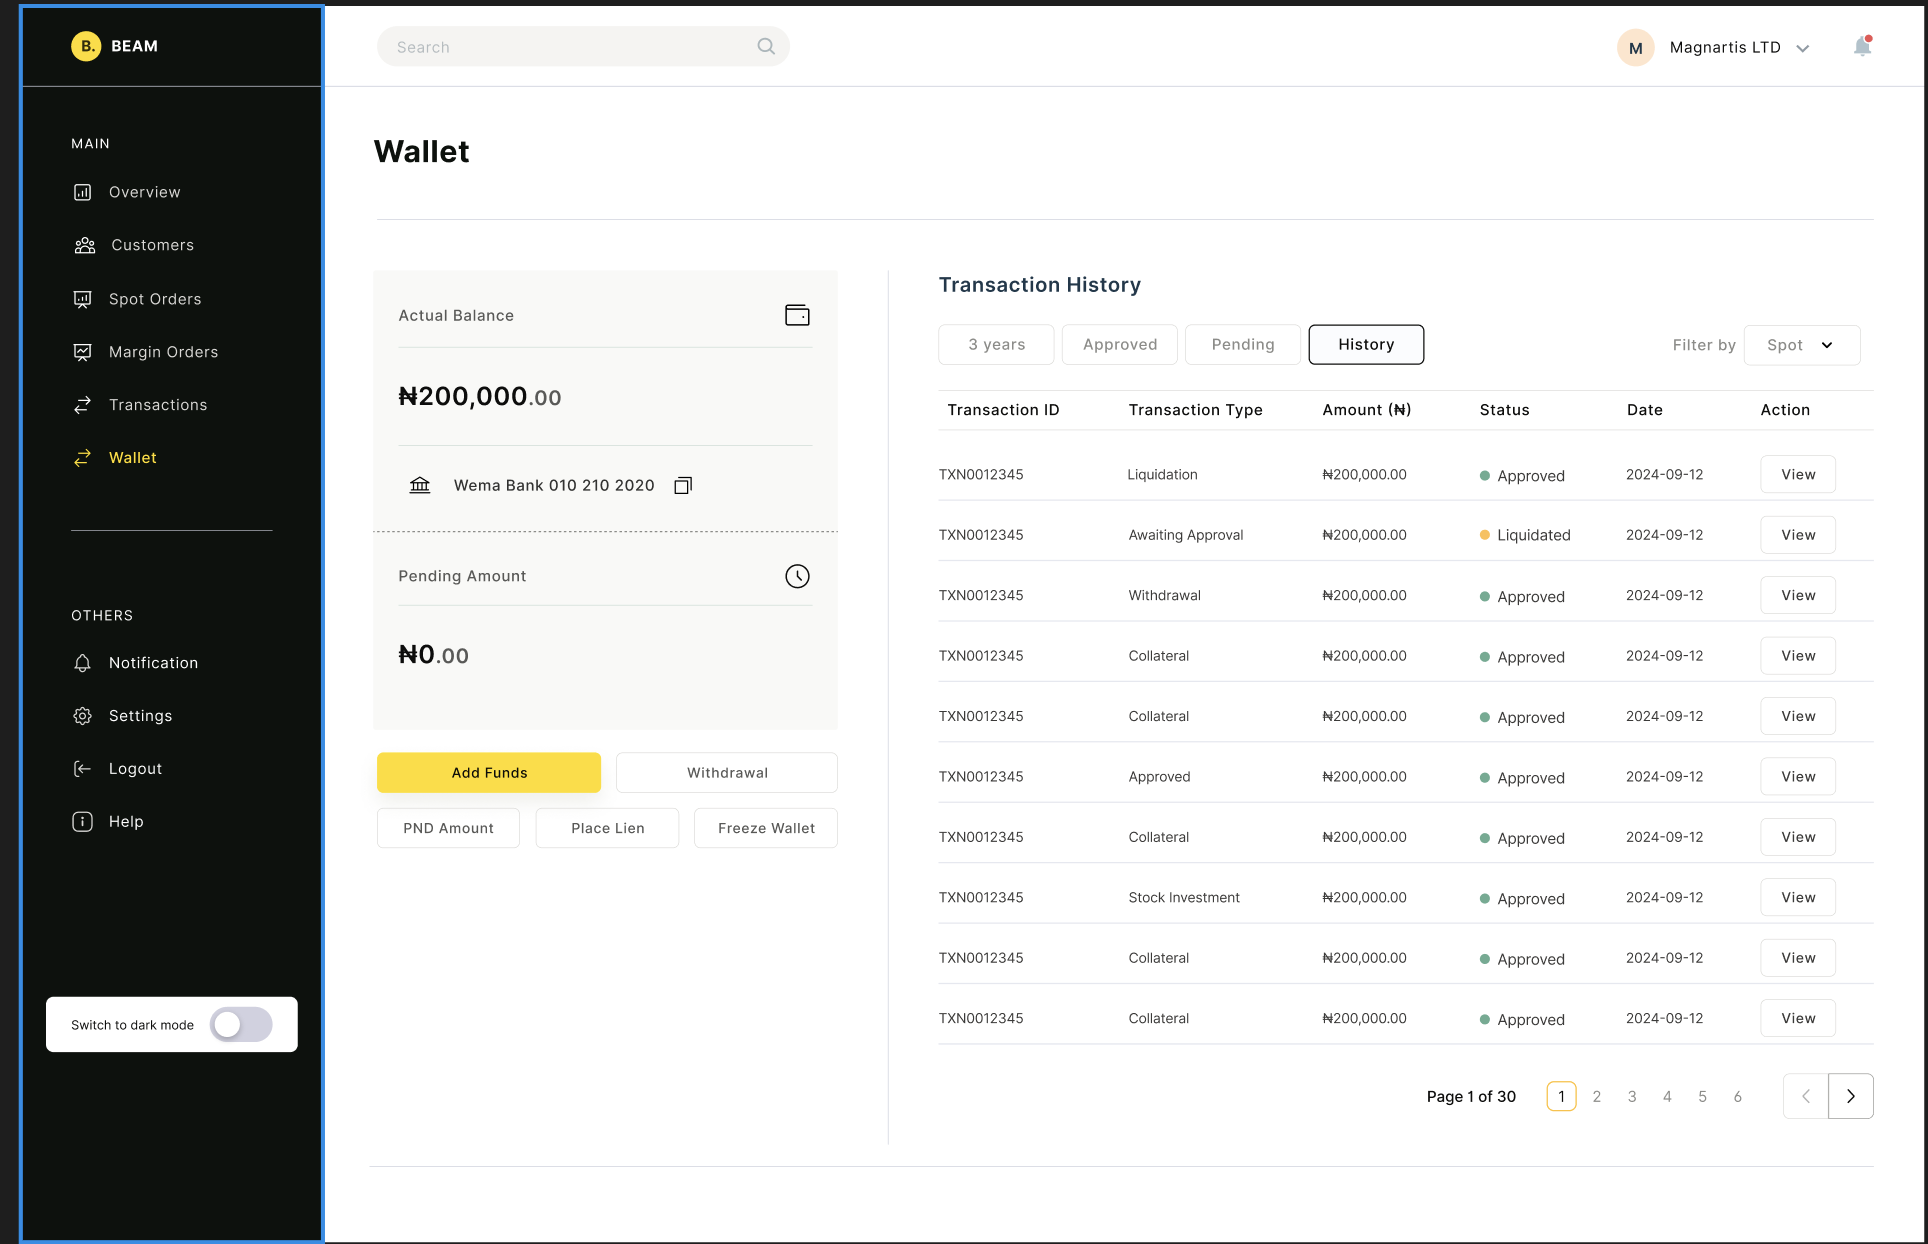 B. BEAM
Search
M Magnartis LTD
MAIN
Overview
Customers
Spot Orders
Margin Orders
Transactions
Wallet
OTHERS
Notification
Settings
Logout
Help
Switch to dark mode
Wallet
Actual Balance
₦200,000.00
Wema Bank 010 210 2020
Pending Amount
₦0.00
Add Funds Withdrawal
PND Amount Place Lien Freeze Wallet
Transaction History
3 years Approved Pending History Filter by Spot
Transaction ID Transaction Type Amount (₦) Status Date Action
TXN0012345 Liquidation ₦200,000.00 Approved 2024-09-12 View
TXN0012345 Awaiting Approval ₦200,000.00 Liquidated 2024-09-12 View
TXN0012345 Withdrawal ₦200,000.00 Approved 2024-09-12 View
TXN0012345 Collateral ₦200,000.00 Approved 2024-09-12 View
TXN0012345 Collateral ₦200,000.00 Approved 2024-09-12 View
TXN0012345 Approved ₦200,000.00 Approved 2024-09-12 View
TXN0012345 Collateral ₦200,000.00 Approved 2024-09-12 View
TXN0012345 Stock Investment ₦200,000.00 Approved 2024-09-12 View
TXN0012345 Collateral ₦200,000.00 Approved 2024-09-12 View
TXN0012345 Collateral ₦200,000.00 Approved 2024-09-12 View
Page 1 of 30 1 2 3 4 5 6